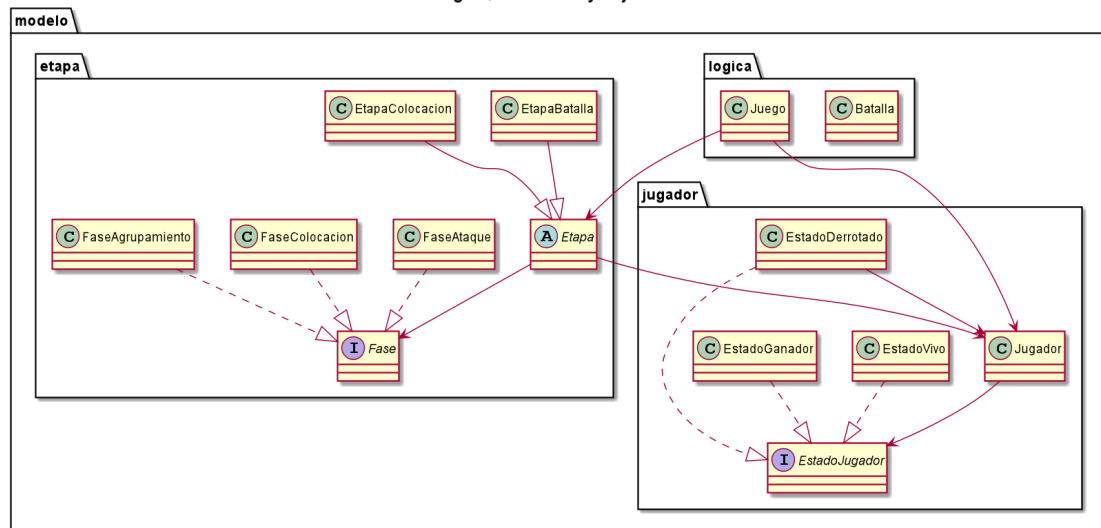 modelo
etapa
logica
C EtapaColocacion
C EtapaBatalla
C Juego
C Batalla
jugador
C FaseAgrupamiento
C FaseColocacion
C FaseAtaque
A Etapa
C EstadoDerrotado
I Fase
C EstadoGanador
C EstadoVivo
C Jugador
I EstadoJugador